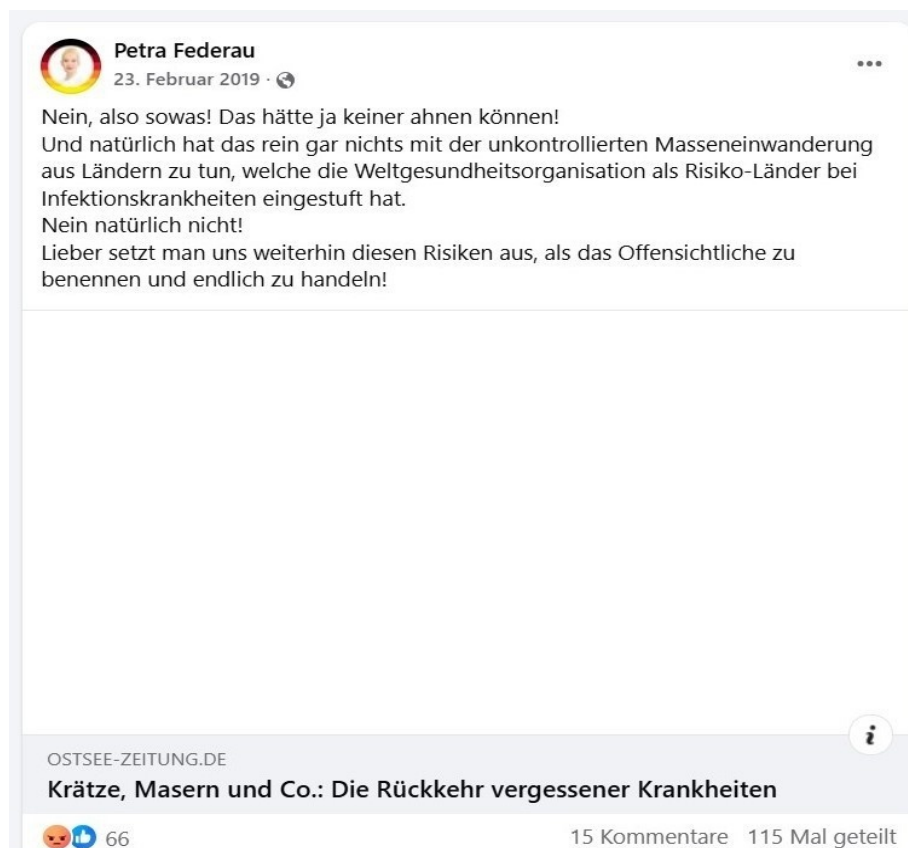 Petra Federau
23. Februar 2019 ·
Nein, also sowas! Das hätte ja keiner ahnen können!
Und natürlich hat das rein gar nichts mit der unkontrollierten Masseneinwanderung
aus Ländern zu tun, welche die Weltgesundheitsorganisation als Risiko-Länder bei
Infektionskrankheiten eingestuft hat.
Nein natürlich nicht!
Lieber setzt man uns weiterhin diesen Risiken aus, als das Offensichtliche zu
benennen und endlich zu handeln!
i
OSTSEE-ZEITUNG.DE
Krätze, Masern und Co.: Die Rückkehr vergessener Krankheiten
66 15 Kommentare 115 Mal geteilt